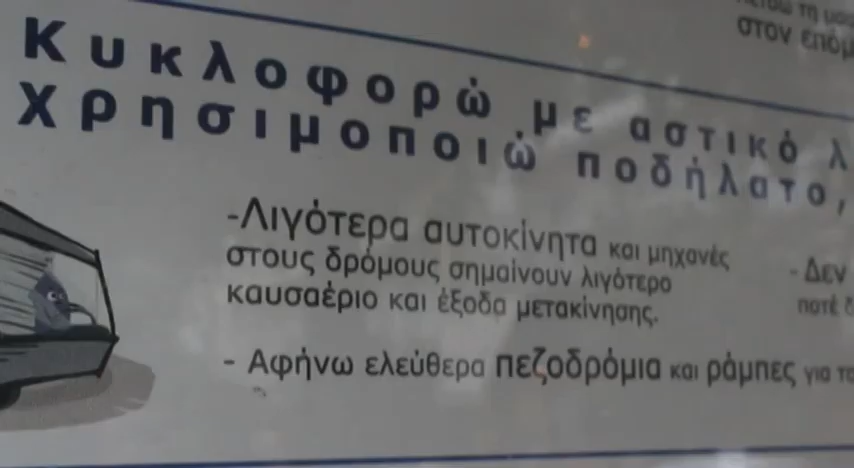 στον
Κυκλοφορώ με αστικό λ
Χρησιμοποιώ ποδήλατο,
-Λιγότερα αυτοκίνητα και μηχανές
στους δρόμους σημαίνουν λιγότερο
καυσαέριο και έξοδα μετακίνησης.
- Δεν
ποτέ
- Αφήνω ελεύθερα πεζοδρόμια και ράμπες για